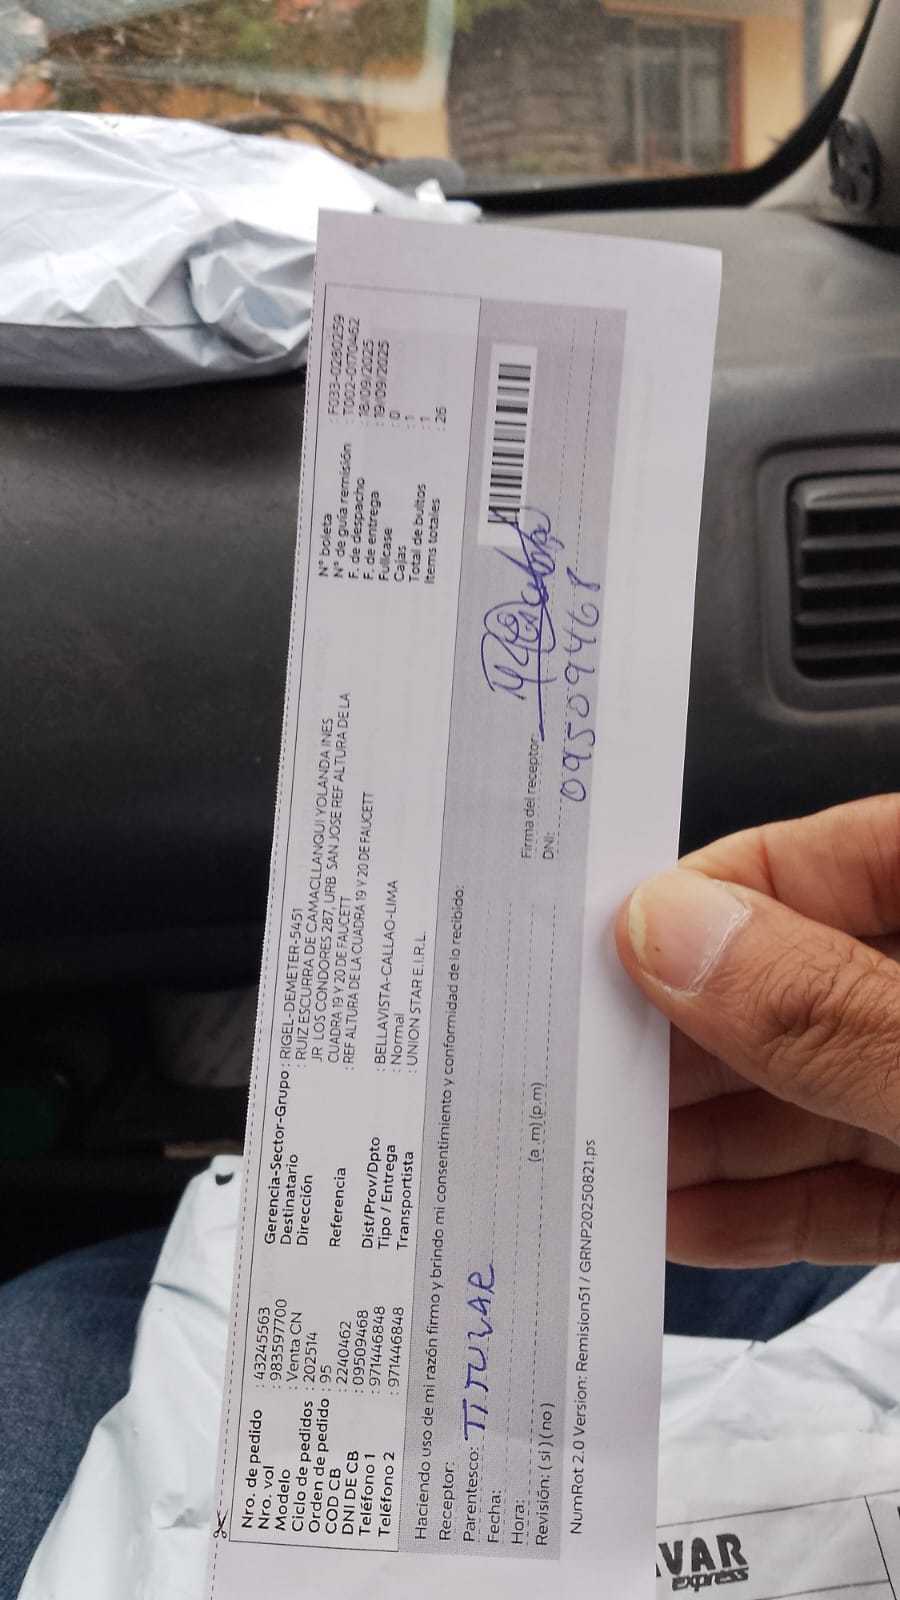 Nro. de pedido : 43245563
Nro. vol : 983597700
Modelo : Venta CN
Ciclo de pedidos : 202514
Orden de pedido : 95
COD CB : 2240462
DNI DE CB : 09509468
Teléfono 1 : 971446848
Teléfono 2 : 971446848
Gerencia-Sector-Grupo : RIGEL-DEMETER-5451
Destinatario : RUIZ ESCURRA DE CAMACLLANQUI YOLANDA INES
Dirección : JR LOS CONDORES 287, URB. SAN JOSE REF ALTURA DE LA
CUADRA 19 Y 20 DE FAUCETT
Referencia : REF ALTURA DE LA CUADRA 19 Y 20 DE FAUCETT
Dist/Prov/Dpto : BELLAVISTA-CALLAO-LIMA
Tipo / Entrega : Normal
Transportista : UNION STAR E.I.R.L.
N° boleta : F033-0280259
N° de guía remisión : T002-0770462
F. de despacho : 18/09/2025
F. de entrega : 19/09/2025
Fullcase : 0
Cajas : 1
Total de bultos : 1
Items totales : 26
Haciendo uso de mi razón firmo y brindo mi consentimiento y conformidad de lo recibido:
Receptor:
Parentesco: TITULAR
Fecha:
Hora: (a .m) (p.m)
Revisión: ( si ) ( no )
Firma del receptor:
DNI: 09509468
NumRot 2.0 Version: Remision51 / GRNP20250821.ps
VAR
express